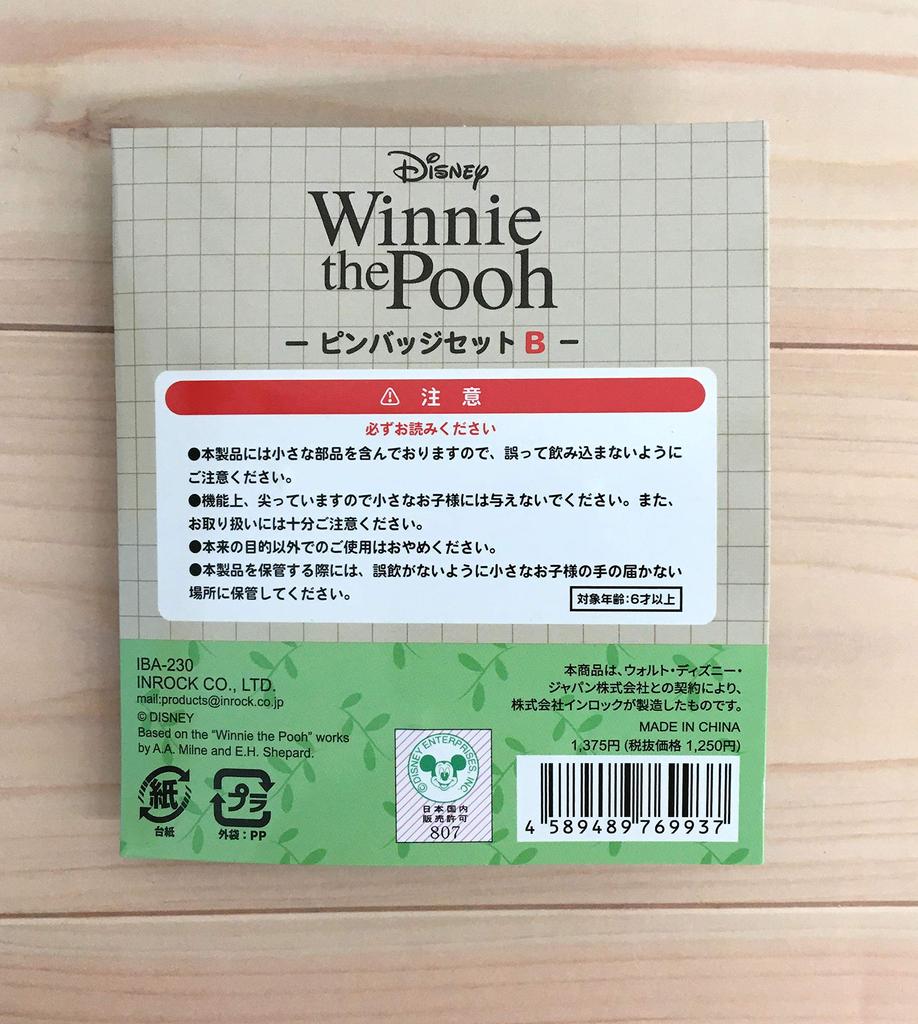 Disney
Winnie
the Pooh
— ピンバッジセット B —
⚠ 注 意
必ずお読みください
●本製品には小さな部品を含んでおりますので、誤って飲み込まないように
ご注意ください。
●機能上、尖っていますので小さなお子様には与えないでください。また、
お取り扱いには十分ご注意ください。
●本来の目的以外でのご使用はおやめください。
●本製品を保管する際には、誤飲がないように小さなお子様の手の届かない
場所に保管してください。
対象年齢:6才以上
IBA-230
INROCK CO., LTD.
mail:products@inrock.co.jp
© DISNEY
Based on the “Winnie the Pooh” works
by A.A. Milne and E.H. Shepard.
紙
台紙
プラ
外袋:PP
©DISNEY ENTERPRISES, INC.
日本国内
販売許可
807
本商品は、ウォルト・ディズニー・
ジャパン株式会社との契約により、
株式会社インロックが製造したものです。
MADE IN CHINA
1,375円 (税抜価格 1,250円)
4 589489 769937